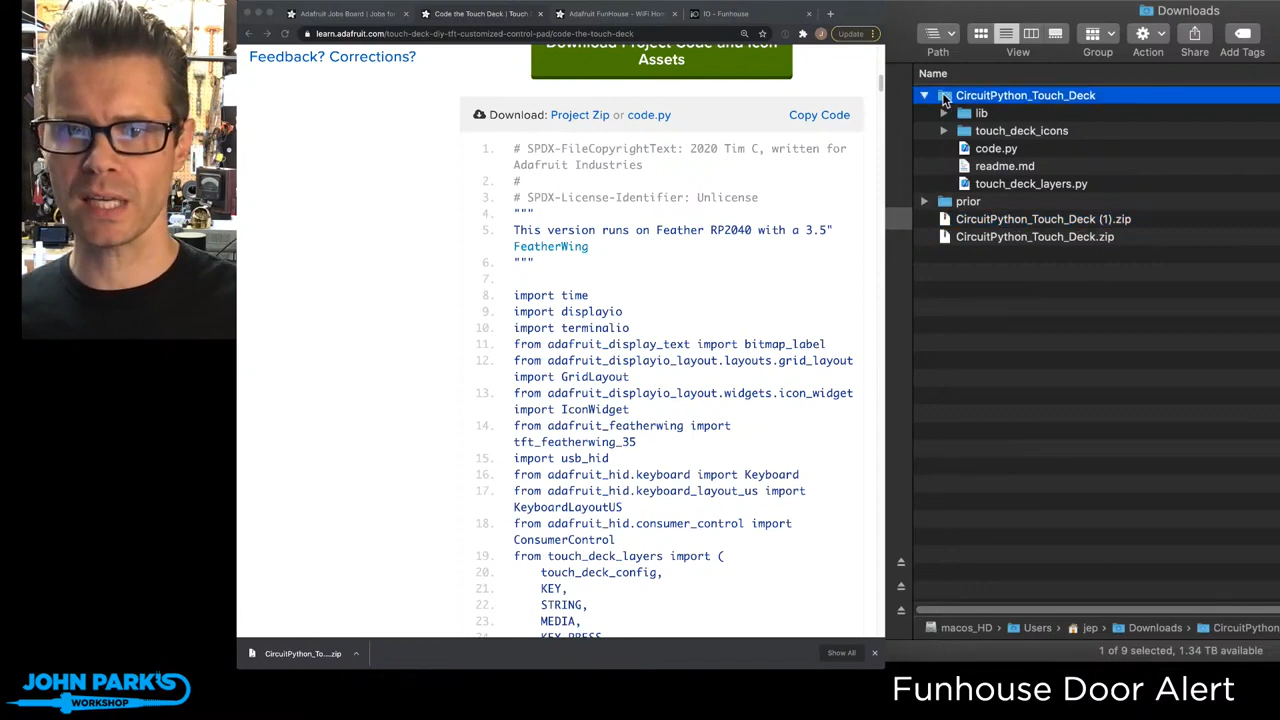 Adafruit Jobs Board | Jobs for
Code the Touch Deck | Touch
Adafruit FunHouse - WiFi Hom
IO - Funhouse
learn.adafruit.com/touch-deck-diy-tft-customized-control-pad/code-the-touch-deck
J
Update
Feedback? Corrections?
Download Project Code and Icon
Assets
Download: Project Zip or code.py
Copy Code
1. # SPDX-FileCopyrightText: 2020 Tim C, written for
Adafruit Industries
2. #
3. # SPDX-License-Identifier: Unlicense
4. """
5. This version runs on Feather RP2040 with a 3.5"
FeatherWing
6. """
7.
8. import time
9. import displayio
10. import terminalio
11. from adafruit_display_text import bitmap_label
12. from adafruit_displayio_layout.layouts.grid_layout
import GridLayout
13. from adafruit_displayio_layout.widgets.icon_widget
import IconWidget
14. from adafruit_featherwing import
tft_featherwing_35
15. import usb_hid
16. from adafruit_hid.keyboard import Keyboard
17. from adafruit_hid.keyboard_layout_us import
KeyboardLayoutUS
18. from adafruit_hid.consumer_control import
ConsumerControl
19. from touch_deck_layers import (
20. touch_deck_config,
21. KEY,
22. STRING,
23. MEDIA,
24. KEY_PRESS
CircuitPython_To....zip
Show All
Downloads
Path
View
Group
Action
Share
Add Tags
Name
CircuitPython_Touch_Deck
lib
touch_deck_icons
code.py
readme.md
touch_deck_layers.py
prior
CircuitPython_Touch_Deck (1).zip
CircuitPython_Touch_Deck.zip
macos_HD
Users
jep
Downloads
CircuitPython
1 of 9 selected, 1.34 TB available
JOHN PARK'S
WORKSHOP
Funhouse Door Alert